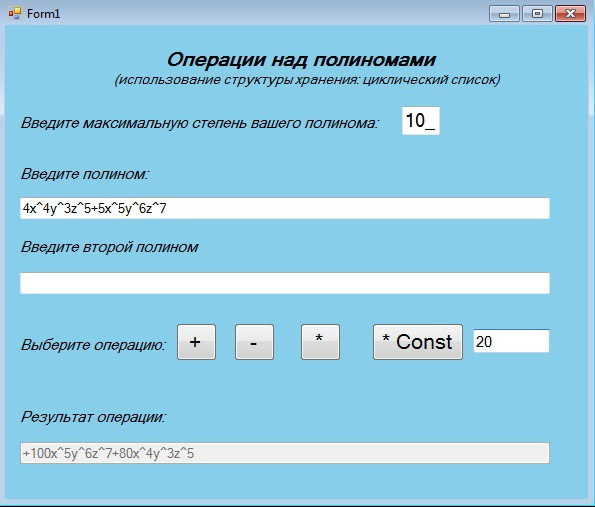 Form1
Операции над полиномами
(использование структуры хранения: циклический список)
Введите максимальную степень вашего полинома: 10_
Введите полином:
4x^4y^3z^5+5x^5y^6z^7
Введите второй полином
Выберите операцию: + - * * Const 20
Результат операции:
+100x^5y^6z^7+80x^4y^3z^5